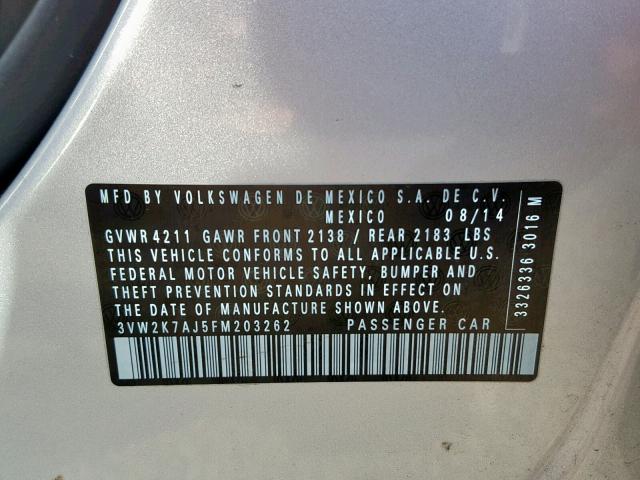 MFD BY VOLKSWAGEN DE MEXICO S.A. DE C.V.
MEXICO 08/14
GVWR 4211 GAWR FRONT 2138 / REAR 2183 LBS
THIS VEHICLE CONFORMS TO ALL APPLICABLE U.S.
FEDERAL MOTOR VEHICLE SAFETY, BUMPER AND
THEFT PREVENTION STANDARDS IN EFFECT ON
THE DATE OF MANUFACTURE SHOWN ABOVE.
3VW2K7AJ5FM203262 PASSENGER CAR
3326336 3016 M